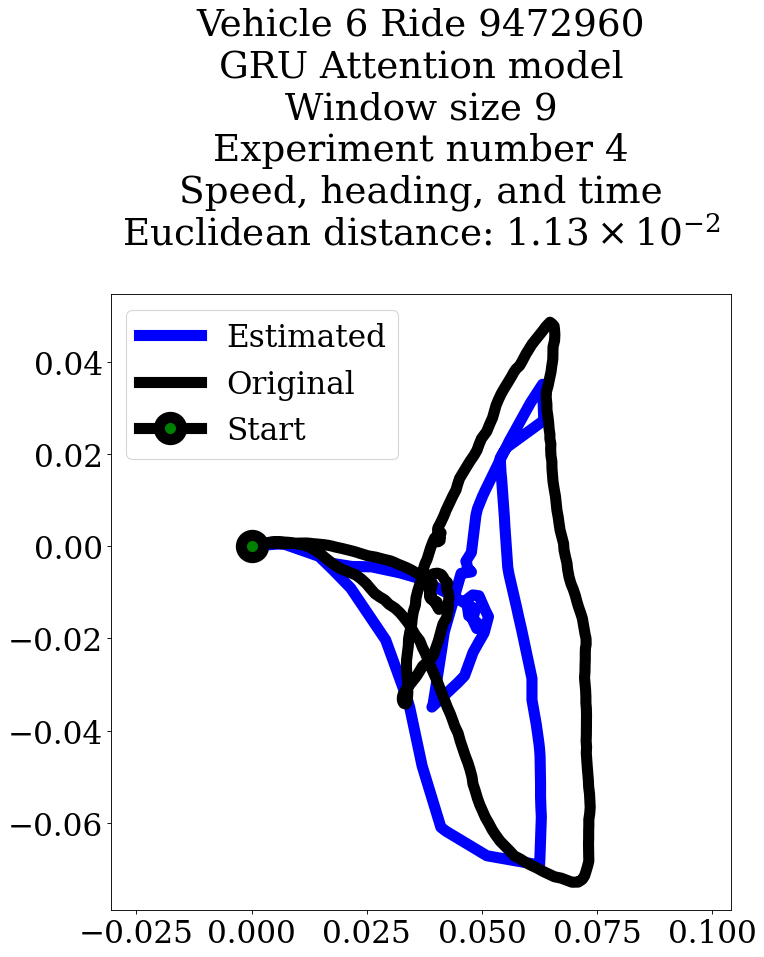 Vehicle 6 Ride 9472960
GRU Attention model
Window size 9
Experiment number 4
Speed, heading, and time
Euclidean distance: 1.13 × 10⁻²
Estimated
Original
Start
0.04
0.02
0.00
−0.02
−0.04
−0.06
−0.025 0.000 0.025 0.050 0.075 0.100